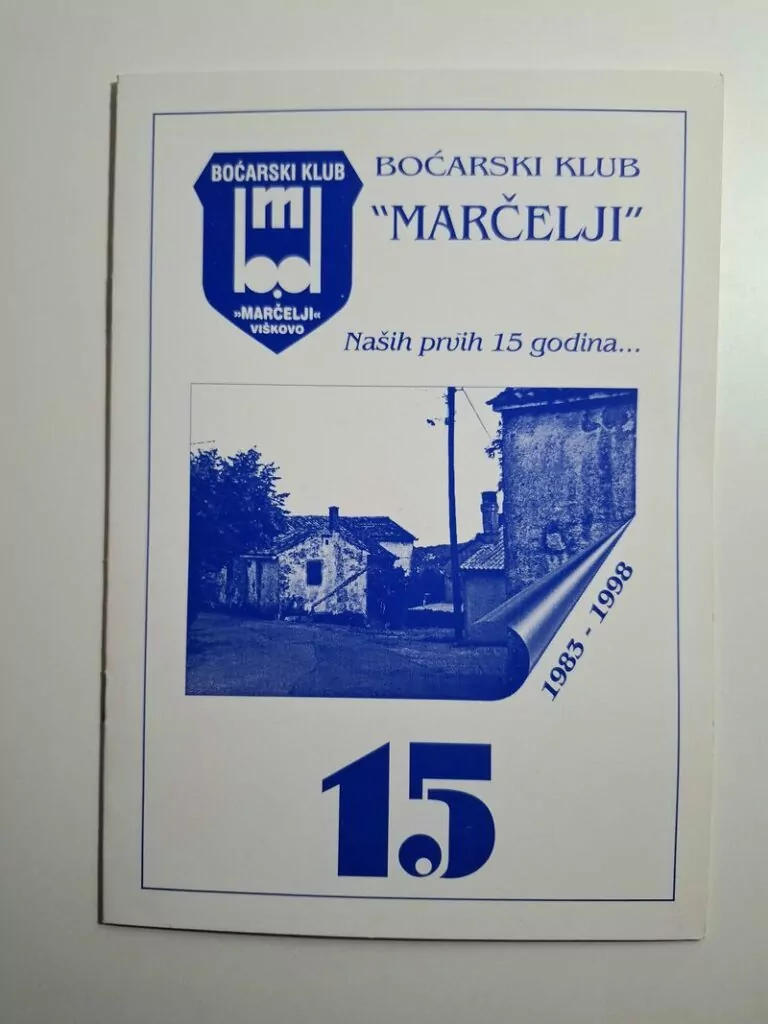 BOĆARSKI KLUB
m
b.d
»MARČELJI«
VIŠKOVO
BOĆARSKI KLUB
"MARČELJI"
Naših prvih 15 godina...
1983 - 1998
15